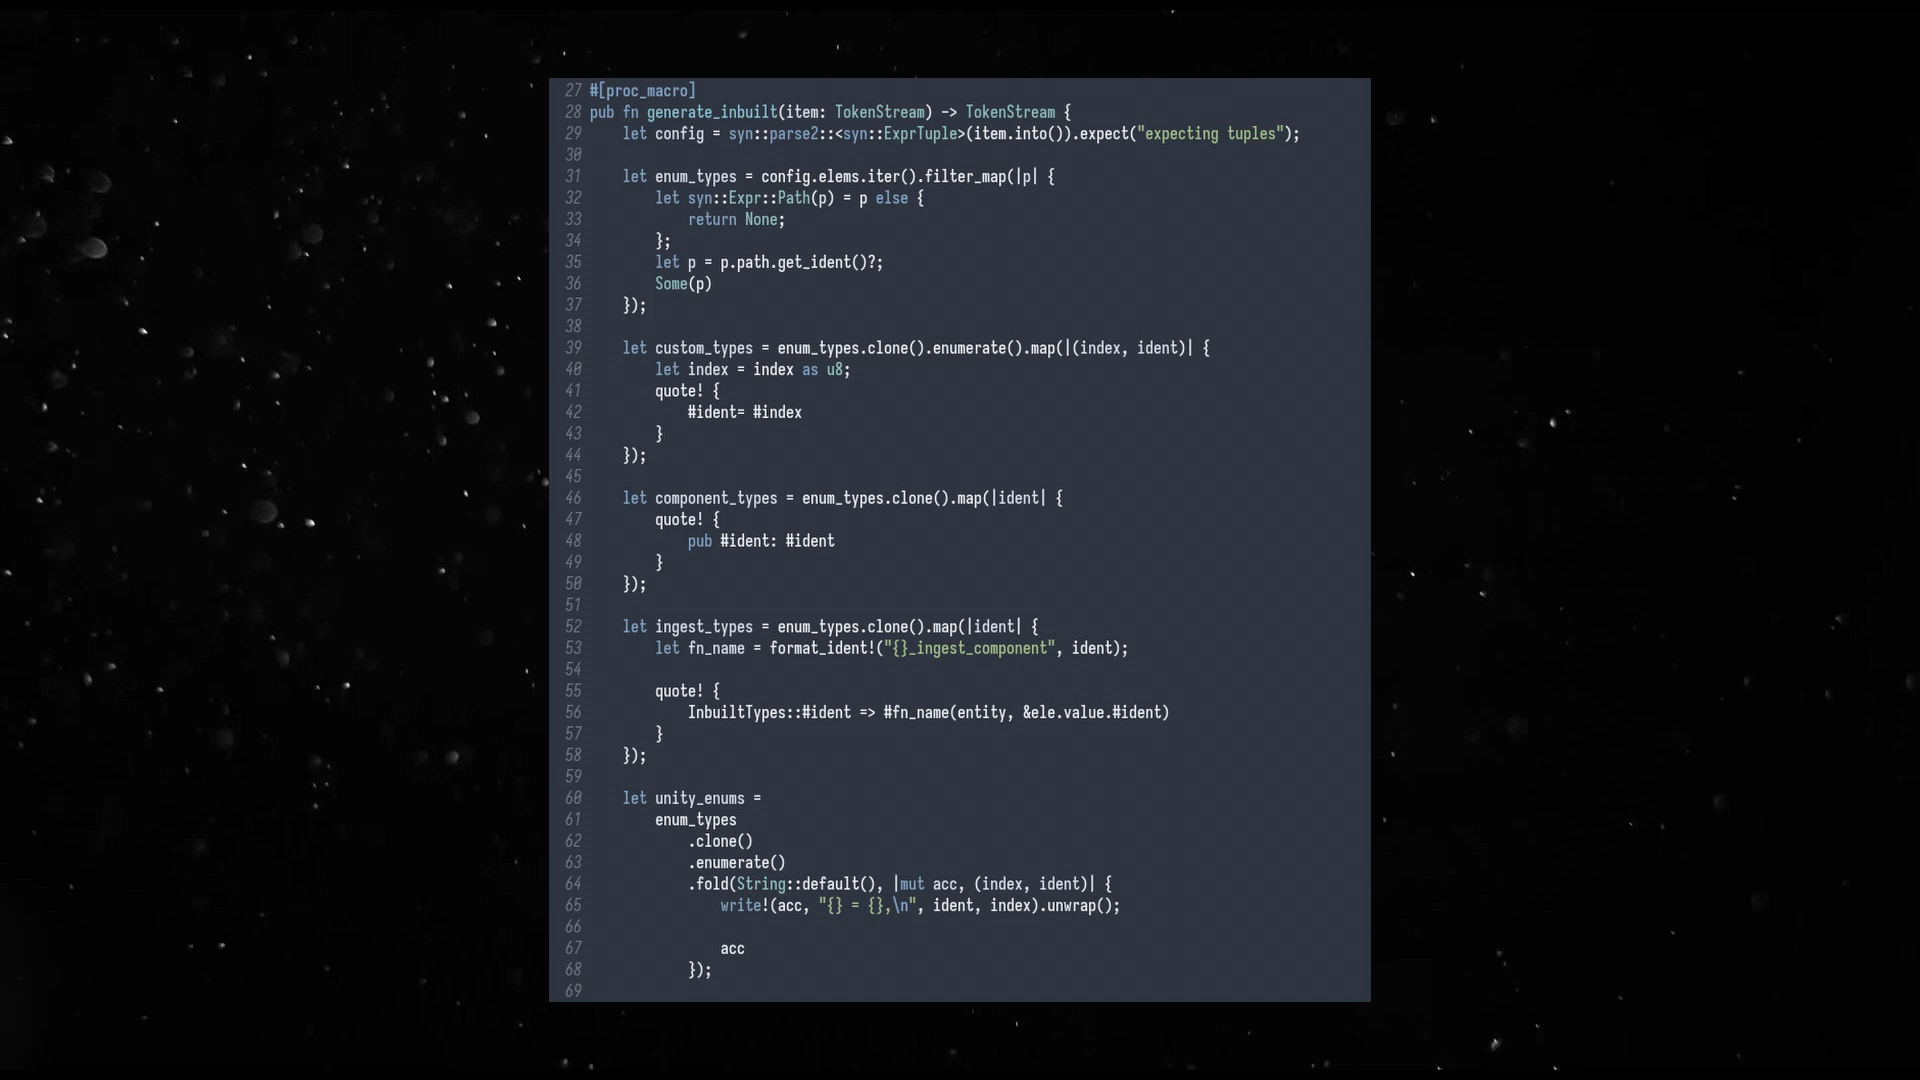 27 #[proc_macro]
28 pub fn generate_inbuilt(item: TokenStream) -> TokenStream {
29     let config = syn::parse2::<syn::ExprTuple>(item.into()).expect("expecting tuples");
30
31     let enum_types = config.elems.iter().filter_map(|p| {
32         let syn::Expr::Path(p) = p else {
33             return None;
34         };
35         let p = p.path.get_ident()?;
36         Some(p)
37     });
38
39     let custom_types = enum_types.clone().enumerate().map(|(index, ident)| {
40         let index = index as u8;
41         quote! {
42             #ident= #index
43         }
44     });
45
46     let component_types = enum_types.clone().map(|ident| {
47         quote! {
48             pub #ident: #ident
49         }
50     });
51
52     let ingest_types = enum_types.clone().map(|ident| {
53         let fn_name = format_ident!("{}_ingest_component", ident);
54
55         quote! {
56             InbuiltTypes::#ident => #fn_name(entity, &ele.value.#ident)
57         }
58     });
59
60     let unity_enums =
61         enum_types
62             .clone()
63             .enumerate()
64             .fold(String::default(), |mut acc, (index, ident)| {
65                 write!(acc, "{} = {},\n", ident, index).unwrap();
66
67                 acc
68             });
69